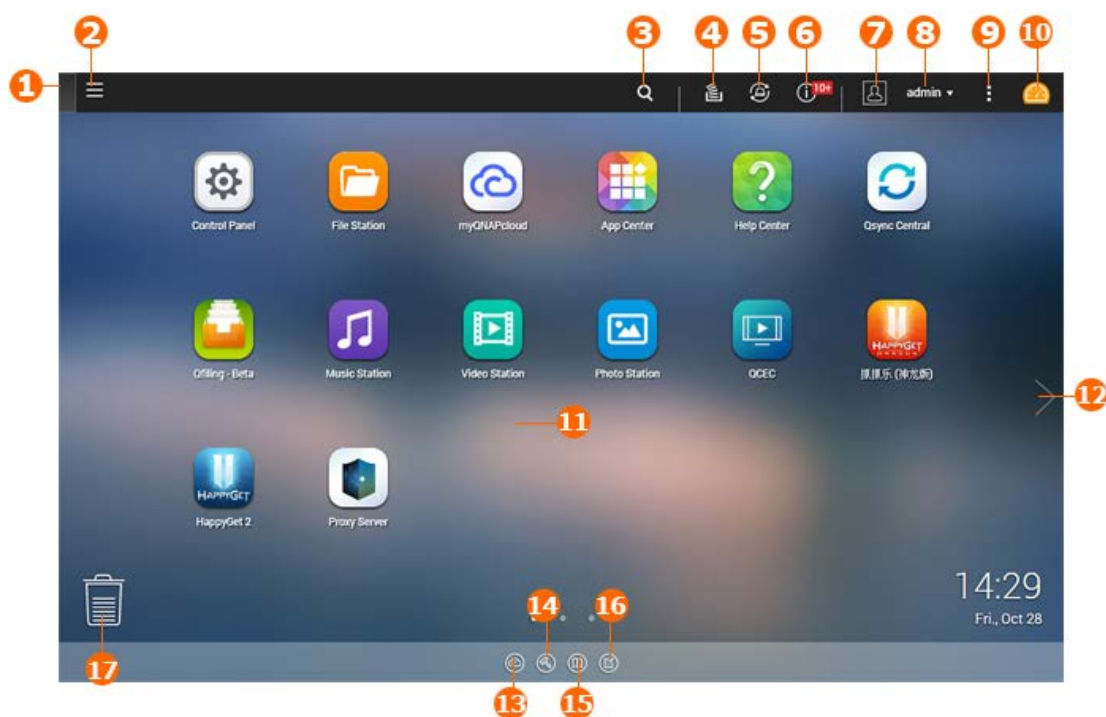 2 3 4 5 6 7 8 9 10
1
10+ admin
Control Panel File Station myQNAPcloud App Center Help Center Qsync Central
HAPPYGET
DRAGON
Qfiling - Beta Music Station Video Station Photo Station QCEC 抓抓乐 (神龙版)
12
11
HAPPYGET
HappyGet 2 Proxy Server
14:29
14 16
Fri., Oct 28
17
13 15